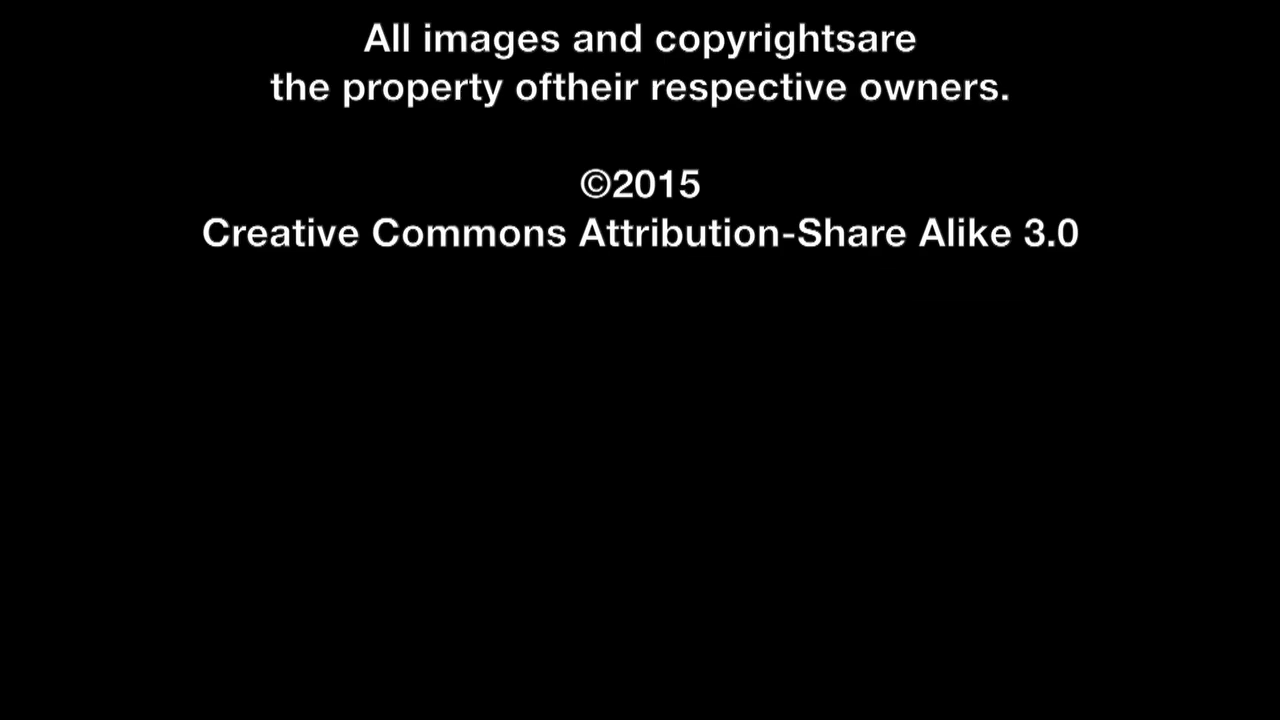 All images and copyrightsare
the property oftheir respective owners.
©2015
Creative Commons Attribution-Share Alike 3.0